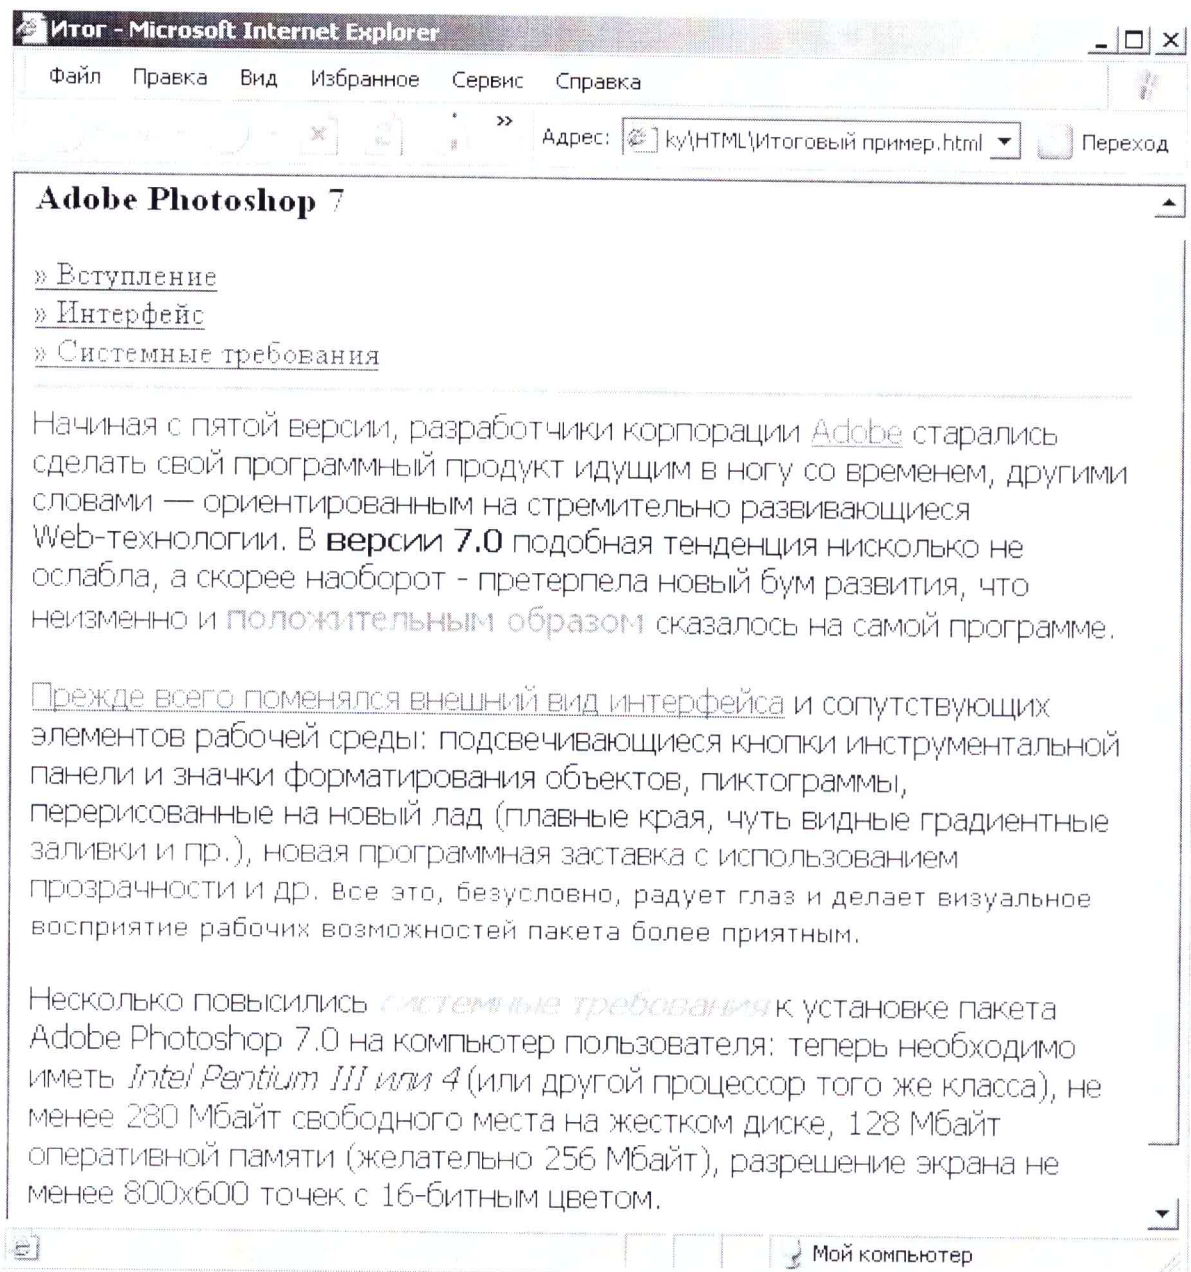 Итог - Microsoft Internet Explorer
Файл Правка Вид Избранное Сервис Справка
» Адрес: ky\HTML\Итоговый пример.html Переход
Adobe Photoshop 7
» Вступление
» Интерфейс
» Системные требования
Начиная с пятой версии, разработчики корпорации Adobe старались
сделать свой программный продукт идущим в ногу со временем, другими
словами — ориентированным на стремительно развивающиеся
Web-технологии. В версии 7.0 подобная тенденция нисколько не
ослабла, а скорее наоборот - претерпела новый бум развития, что
неизменно и положительным образом сказалось на самой программе.
Прежде всего поменялся внешний вид интерфейса и сопутствующих
элементов рабочей среды: подсвечивающиеся кнопки инструментальной
панели и значки форматирования объектов, пиктограммы,
перерисованные на новый лад (плавные края, чуть видные градиентные
заливки и пр.), новая программная заставка с использованием
прозрачности и др. Все это, безусловно, радует глаз и делает визуальное
восприятие рабочих возможностей пакета более приятным.
Несколько повысились системные требования к установке пакета
Adobe Photoshop 7.0 на компьютер пользователя: теперь необходимо
иметь Intel Pentium III или 4 (или другой процессор того же класса), не
менее 280 Мбайт свободного места на жестком диске, 128 Мбайт
оперативной памяти (желательно 256 Мбайт), разрешение экрана не
менее 800x600 точек с 16-битным цветом.
Мой компьютер